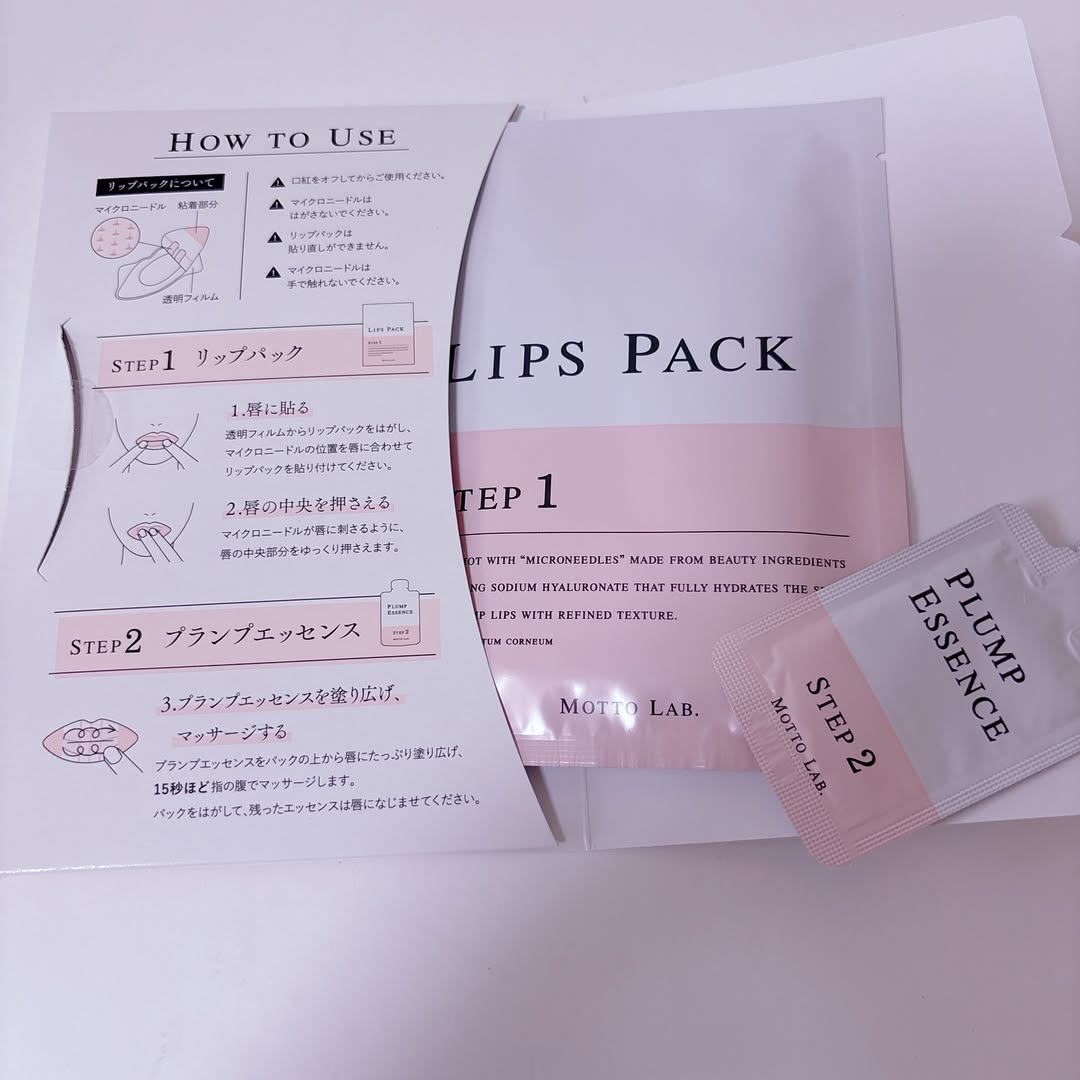 HOW TO USE
リップパックについて
マイクロニードル 粘着部分
透明フィルム
口紅をオフしてからご使用ください。
マイクロニードルは
はがさないでください。
リップパックは
貼り直しができません。
マイクロニードルは
手で触れないでください。
STEP1 リップパック
LIPS PACK
STEP 1
1.唇に貼る
透明フィルムからリップパックをはがし、
マイクロニードルの位置を唇に合わせて
リップパックを貼り付けてください。
2.唇の中央を押さえる
マイクロニードルが唇に刺さるように、
唇の中央部分をゆっくり押さえます。
STEP2 プランプエッセンス
PLUMP
ESSENCE
STEP 2
3.プランプエッセンスを塗り広げ、
マッサージする
プランプエッセンスをパックの上から唇にたっぷり塗り広げ、
15秒ほど指の腹でマッサージします。
パックをはがして、残ったエッセンスは唇になじませてください。
LIPS PACK
TEP 1
OT WITH “MICRONEEDLES” MADE FROM BEAUTY INGREDIENTS
NG SODIUM HYALURONATE THAT FULLY HYDRATES THE
P LIPS WITH REFINED TEXTURE.
TUM CORNEUM
MOTTO LAB.
PLUMP
ESSENCE
STEP 2
MOTTO LAB.